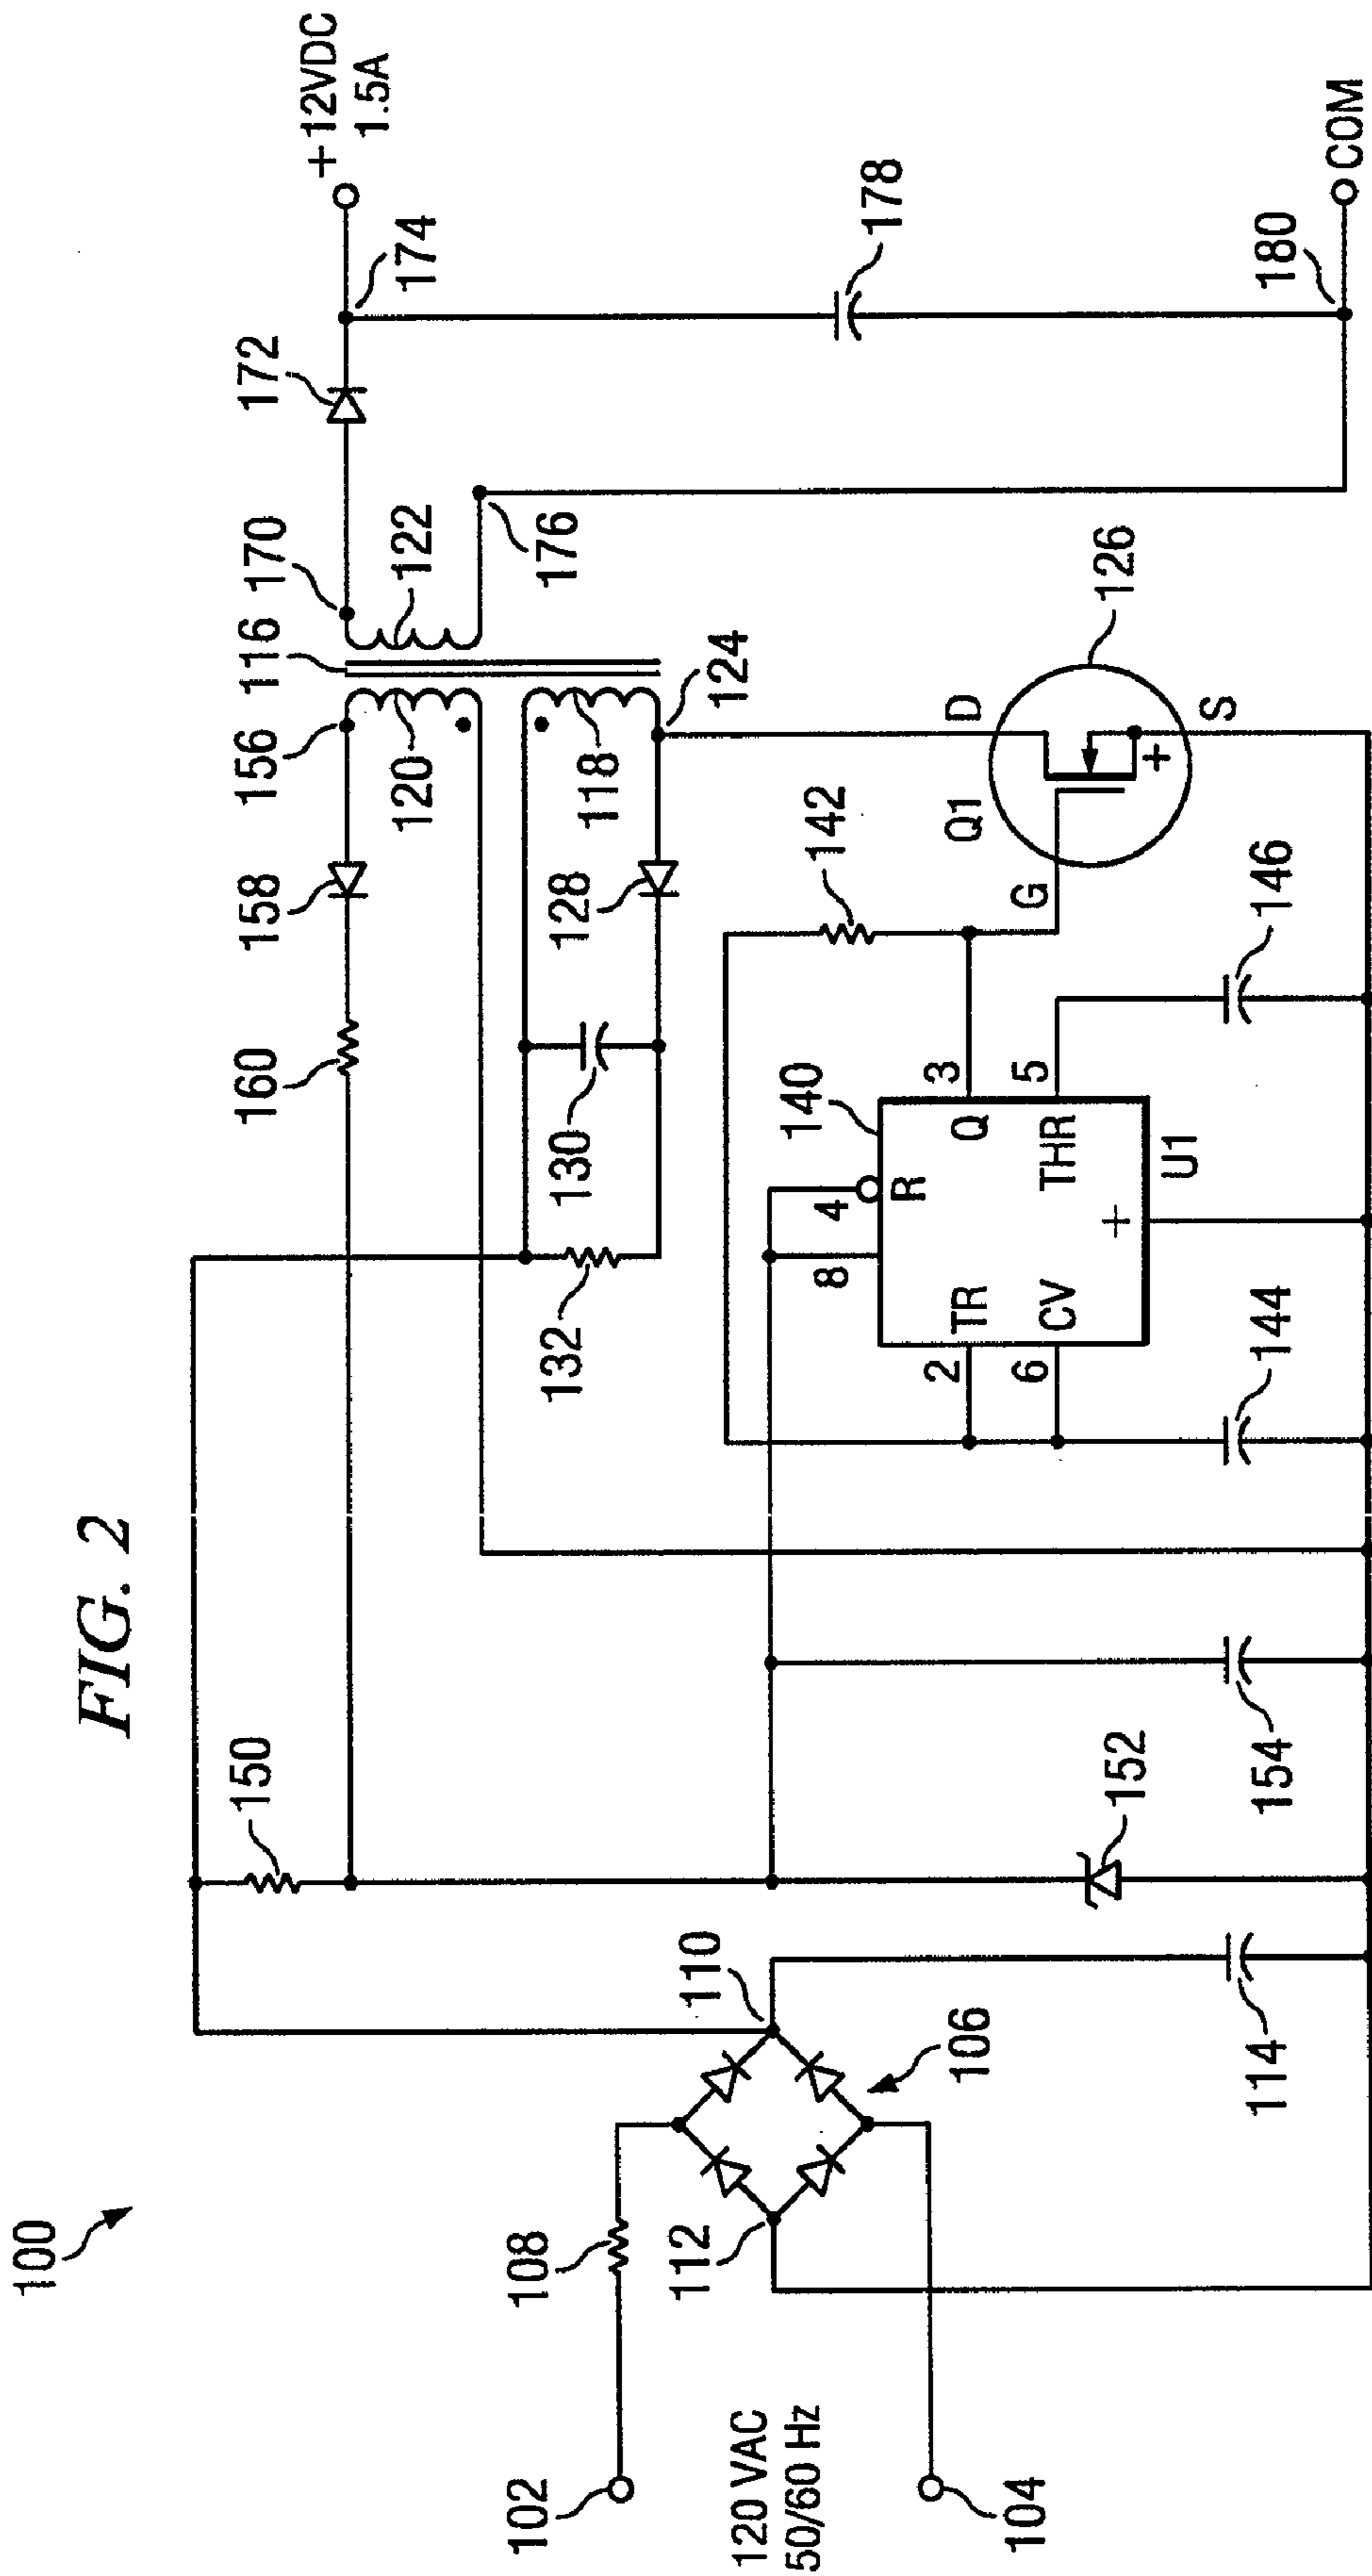 FIG. 2
100
102
120 VAC
50/60 Hz
104
108
112
110
106
114
150
152
154
160
158
156
116
170
172
174
+12VDC
1.5A
120
122
132
130
128
118
124
176
178
180
COM
142
140
144
146
2
TR
6
CV
8
4
R
3
Q
5
THR
+
U1
G
Q1
D
S
+
126